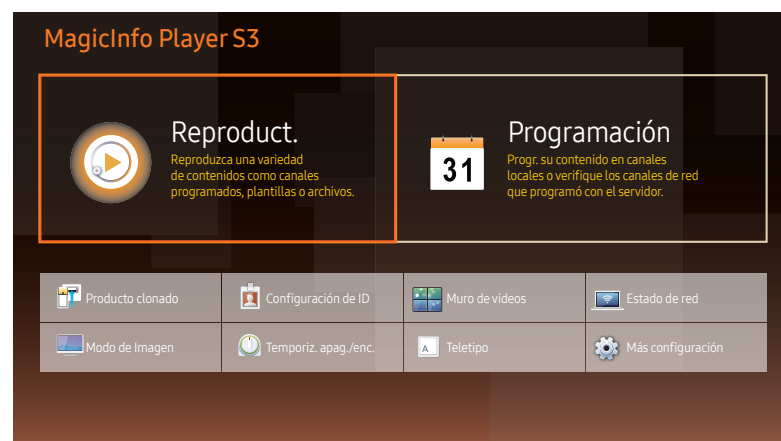 MagicInfo Player S3
Reproduct.
Reproduzca una variedad
de contenidos como canales
programados, plantillas o archivos.
31
Programación
Progr. su contenido en canales
locales o verifique los canales de red
que programó con el servidor.
Producto clonado
Configuración de ID
Muro de videos
Estado de red
Modo de Imagen
Temporiz. apag./enc.
A
Teletipo
Más configuración